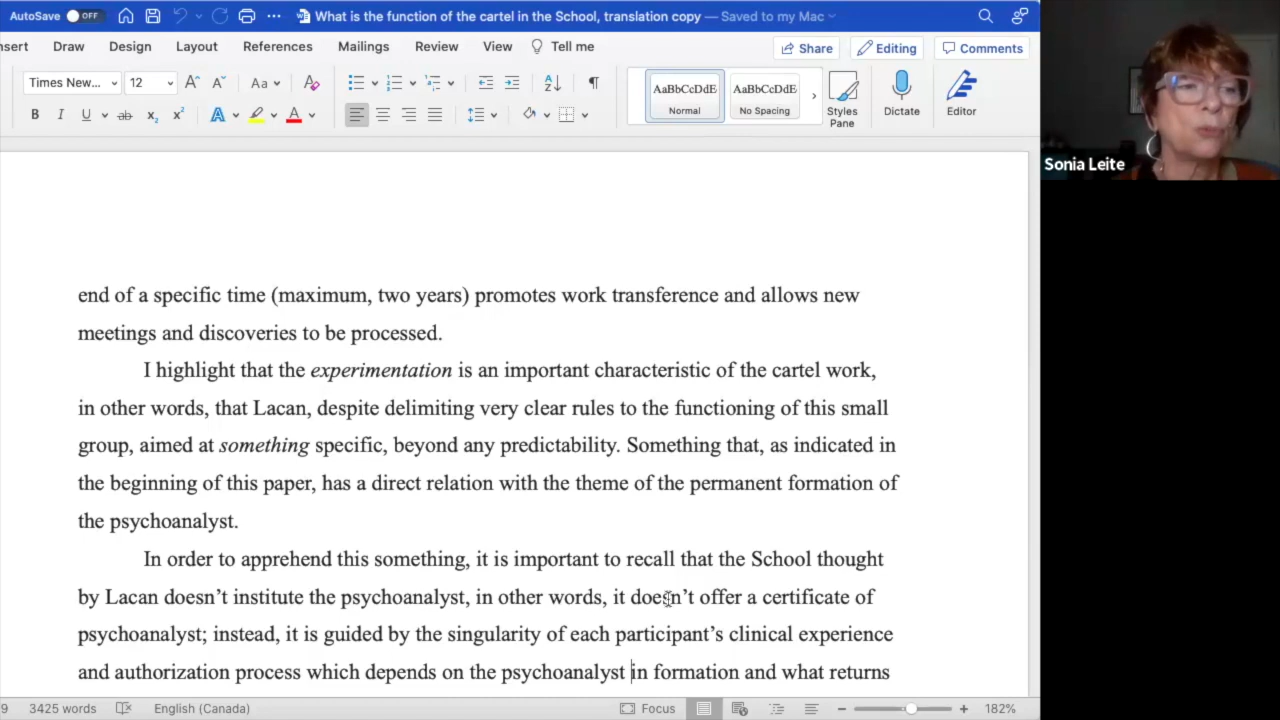 AutoSave OFF What is the function of the cartel in the School, translation copy — Saved to my Mac
nsert Draw Design Layout References Mailings Review View Tell me Share Editing Comments
Times New... 12 Aa AaBbCcDdE AaBbCcDdE
B I U ab x₂ x² A A Normal No Spacing Styles Pane Dictate Editor
Sonia Leite
end of a specific time (maximum, two years) promotes work transference and allows new
meetings and discoveries to be processed.
I highlight that the experimentation is an important characteristic of the cartel work,
in other words, that Lacan, despite delimiting very clear rules to the functioning of this small
group, aimed at something specific, beyond any predictability. Something that, as indicated in
the beginning of this paper, has a direct relation with the theme of the permanent formation of
the psychoanalyst.
In order to apprehend this something, it is important to recall that the School thought
by Lacan doesn’t institute the psychoanalyst, in other words, it doesn’t offer a certificate of
psychoanalyst; instead, it is guided by the singularity of each participant’s clinical experience
and authorization process which depends on the psychoanalyst in formation and what returns
9 3425 words English (Canada) Focus 182%